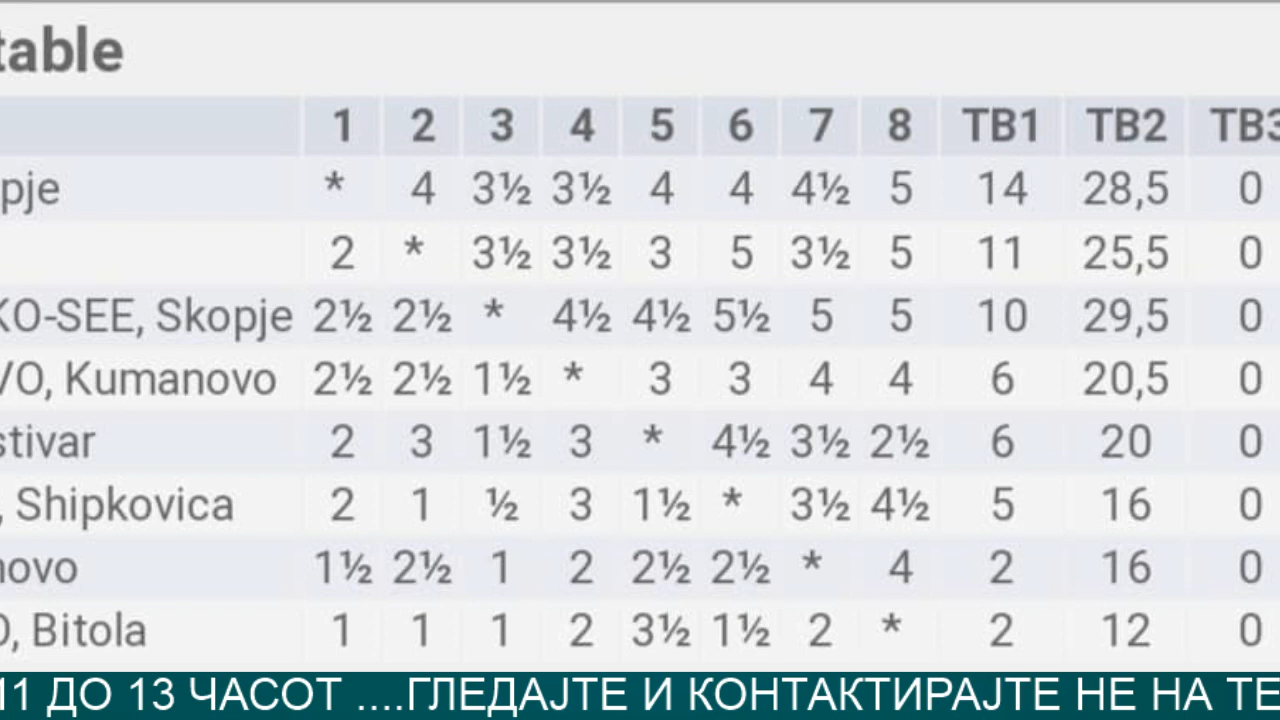 table
1 2 3 4 5 6 7 8 TB1 TB2 TB3
pje * 4 3½ 3½ 4 4 4½ 5 14 28,5 0
2 * 3½ 3½ 3 5 3½ 5 11 25,5 0
KO-SEE, Skopje 2½ 2½ * 4½ 4½ 5½ 5 5 10 29,5 0
VO, Kumanovo 2½ 2½ 1½ * 3 3 4 4 6 20,5 0
stivar 2 3 1½ 3 * 4½ 3½ 2½ 6 20 0
, Shipkovica 2 1 ½ 3 1½ * 3½ 4½ 5 16 0
novo 1½ 2½ 1 2 2½ 2½ * 4 2 16 0
O, Bitola 1 1 1 2 3½ 1½ 2 * 2 12 0
11 ДО 13 ЧАСОТ ....ГЛЕДАЈТЕ И КОНТАКТИРАЈТЕ НЕ НА ТЕ